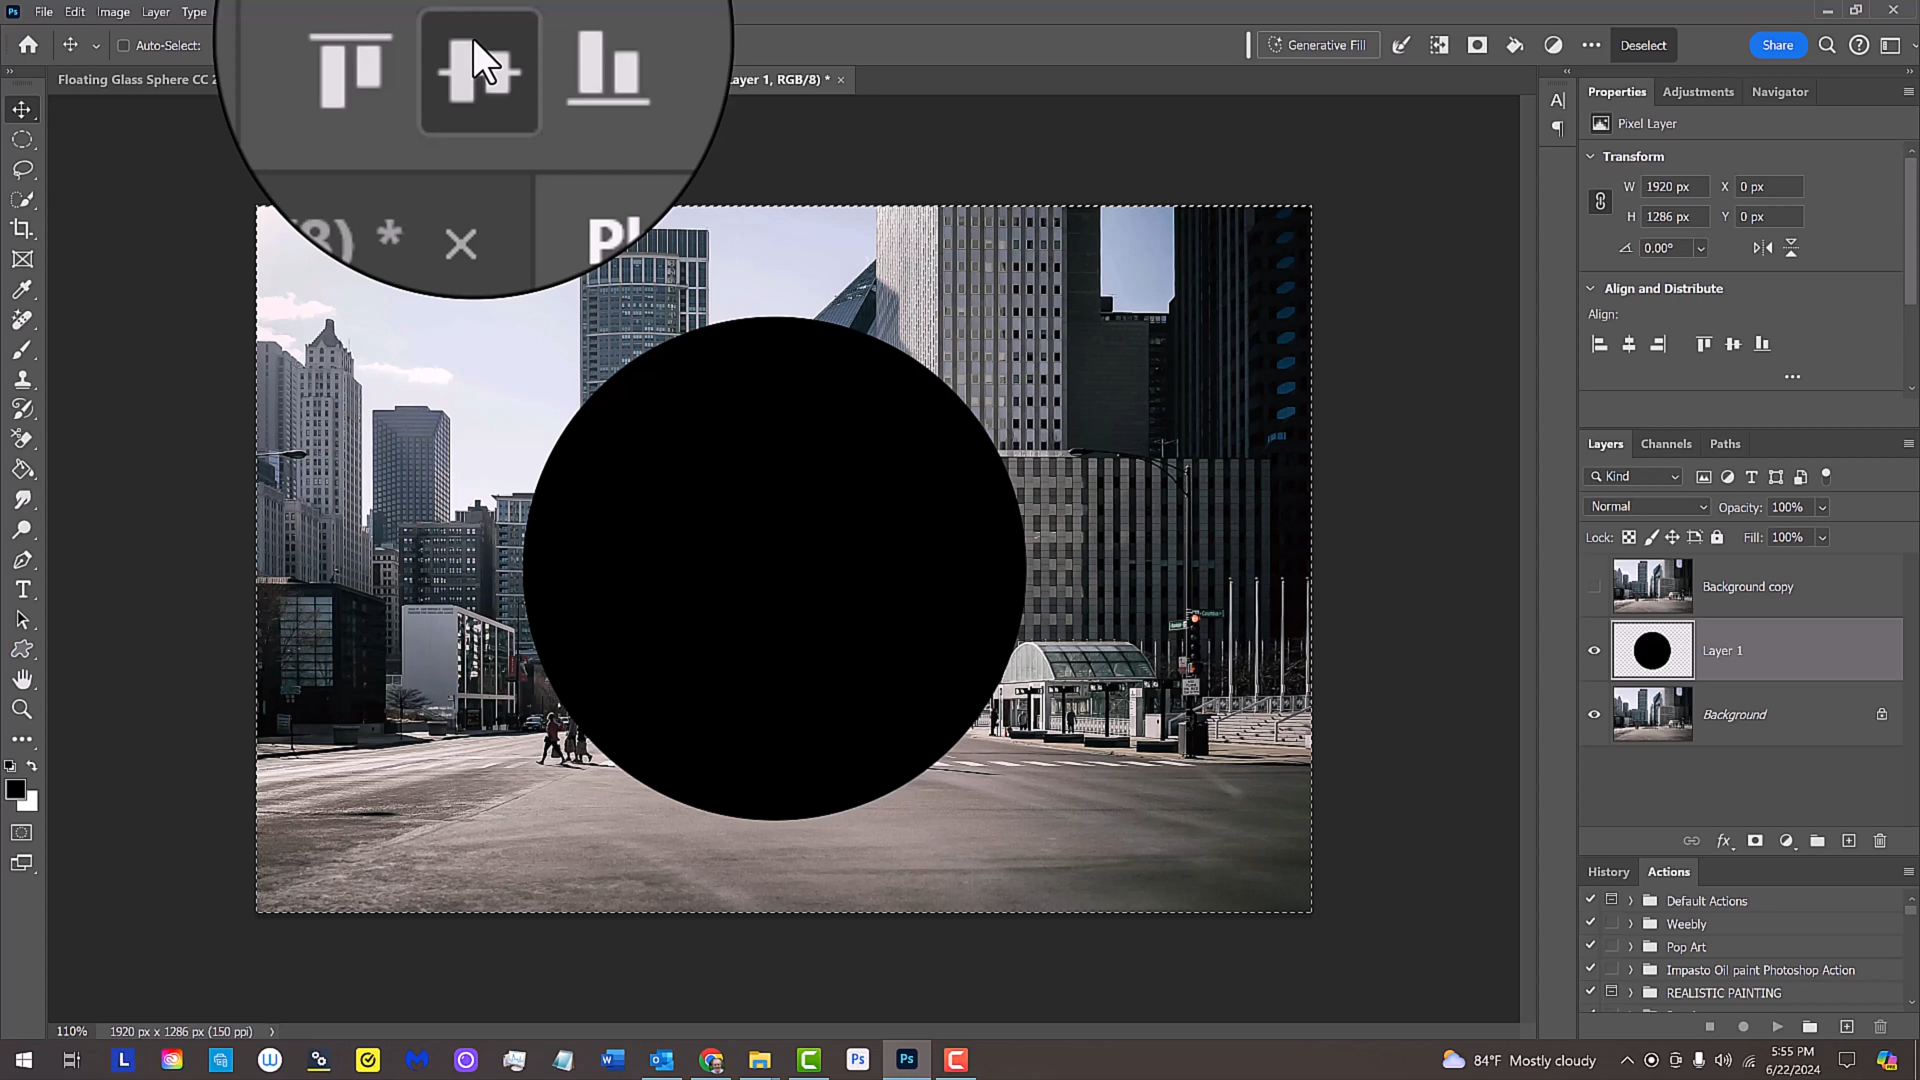 Ps File Edit Image Layer Type
Auto-Select:
Generative Fill
Deselect
Share
Floating Glass Sphere CC 2
ayer 1, RGB/8) *
/8) *
Properties Adjustments Navigator
Pixel Layer
Transform
W 1920 px X 0 px
H 1286 px Y 0 px
0.00°
Align and Distribute
Align:
Layers Channels Paths
Kind
Normal Opacity: 100%
Lock: Fill: 100%
Background copy
Layer 1
Background
History Actions
Default Actions
Weebly
Pop Art
Impasto Oil paint Photoshop Action
REALISTIC PAINTING
110% 1920 px x 1286 px (150 ppi)
84°F Mostly cloudy
5:55 PM
6/22/2024